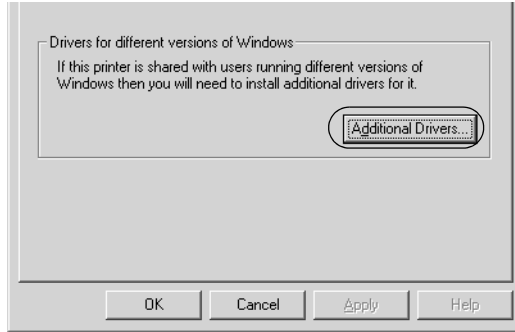 Drivers for different versions of Windows
If this printer is shared with users running different versions of
Windows then you will need to install additional drivers for it.
Additional Drivers...
OK Cancel Apply Help